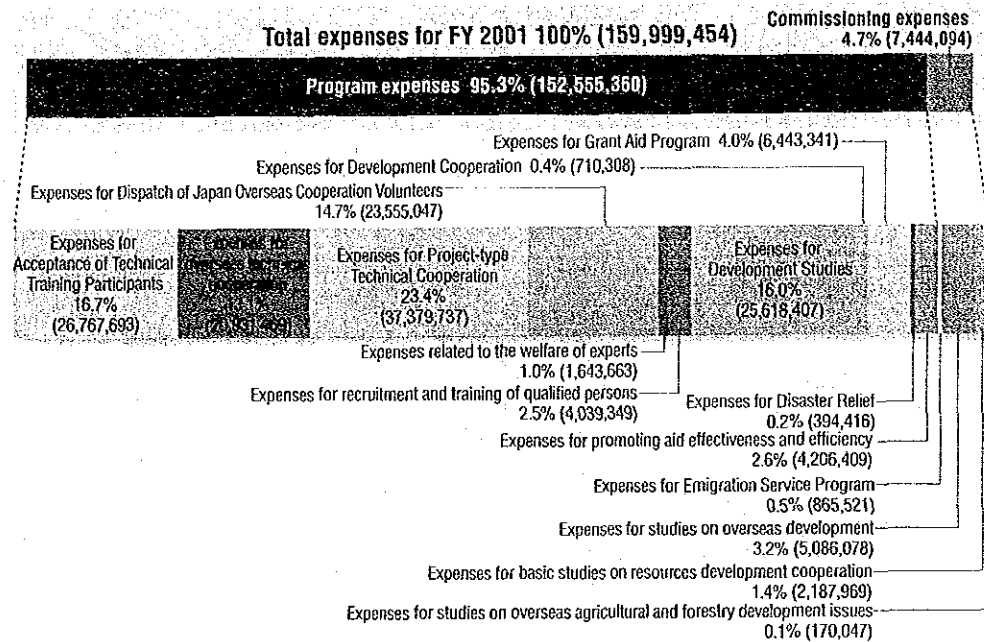 Total expenses for FY 2001 100% (159,999,454)
Commissioning expenses
4.7% (7,444,094)
Program expenses 95.3% (152,555,360)
Expenses for Grant Aid Program 4.0% (6,443,341)
Expenses for Development Cooperation 0.4% (710,308)
Expenses for Dispatch of Japan Overseas Cooperation Volunteers
14.7% (23,555,047)
Expenses for
Acceptance of Technical
Training Participants
16.7%
(26,767,693)
Expenses for
Expenses for Project-type
Technical Cooperation
23.4%
(37,379,737)
Expenses for
Development Studies
16.0%
(25,618,407)
Expenses related to the welfare of experts
1.0% (1,643,663)
Expenses for recruitment and training of qualified persons
2.5% (4,039,349)
Expenses for Disaster Relief
0.2% (394,416)
Expenses for promoting aid effectiveness and efficiency
2.6% (4,206,409)
Expenses for Emigration Service Program
0.5% (865,521)
Expenses for studies on overseas development
3.2% (5,086,078)
Expenses for basic studies on resources development cooperation
1.4% (2,187,969)
Expenses for studies on overseas agricultural and forestry development issues
0.1% (170,047)